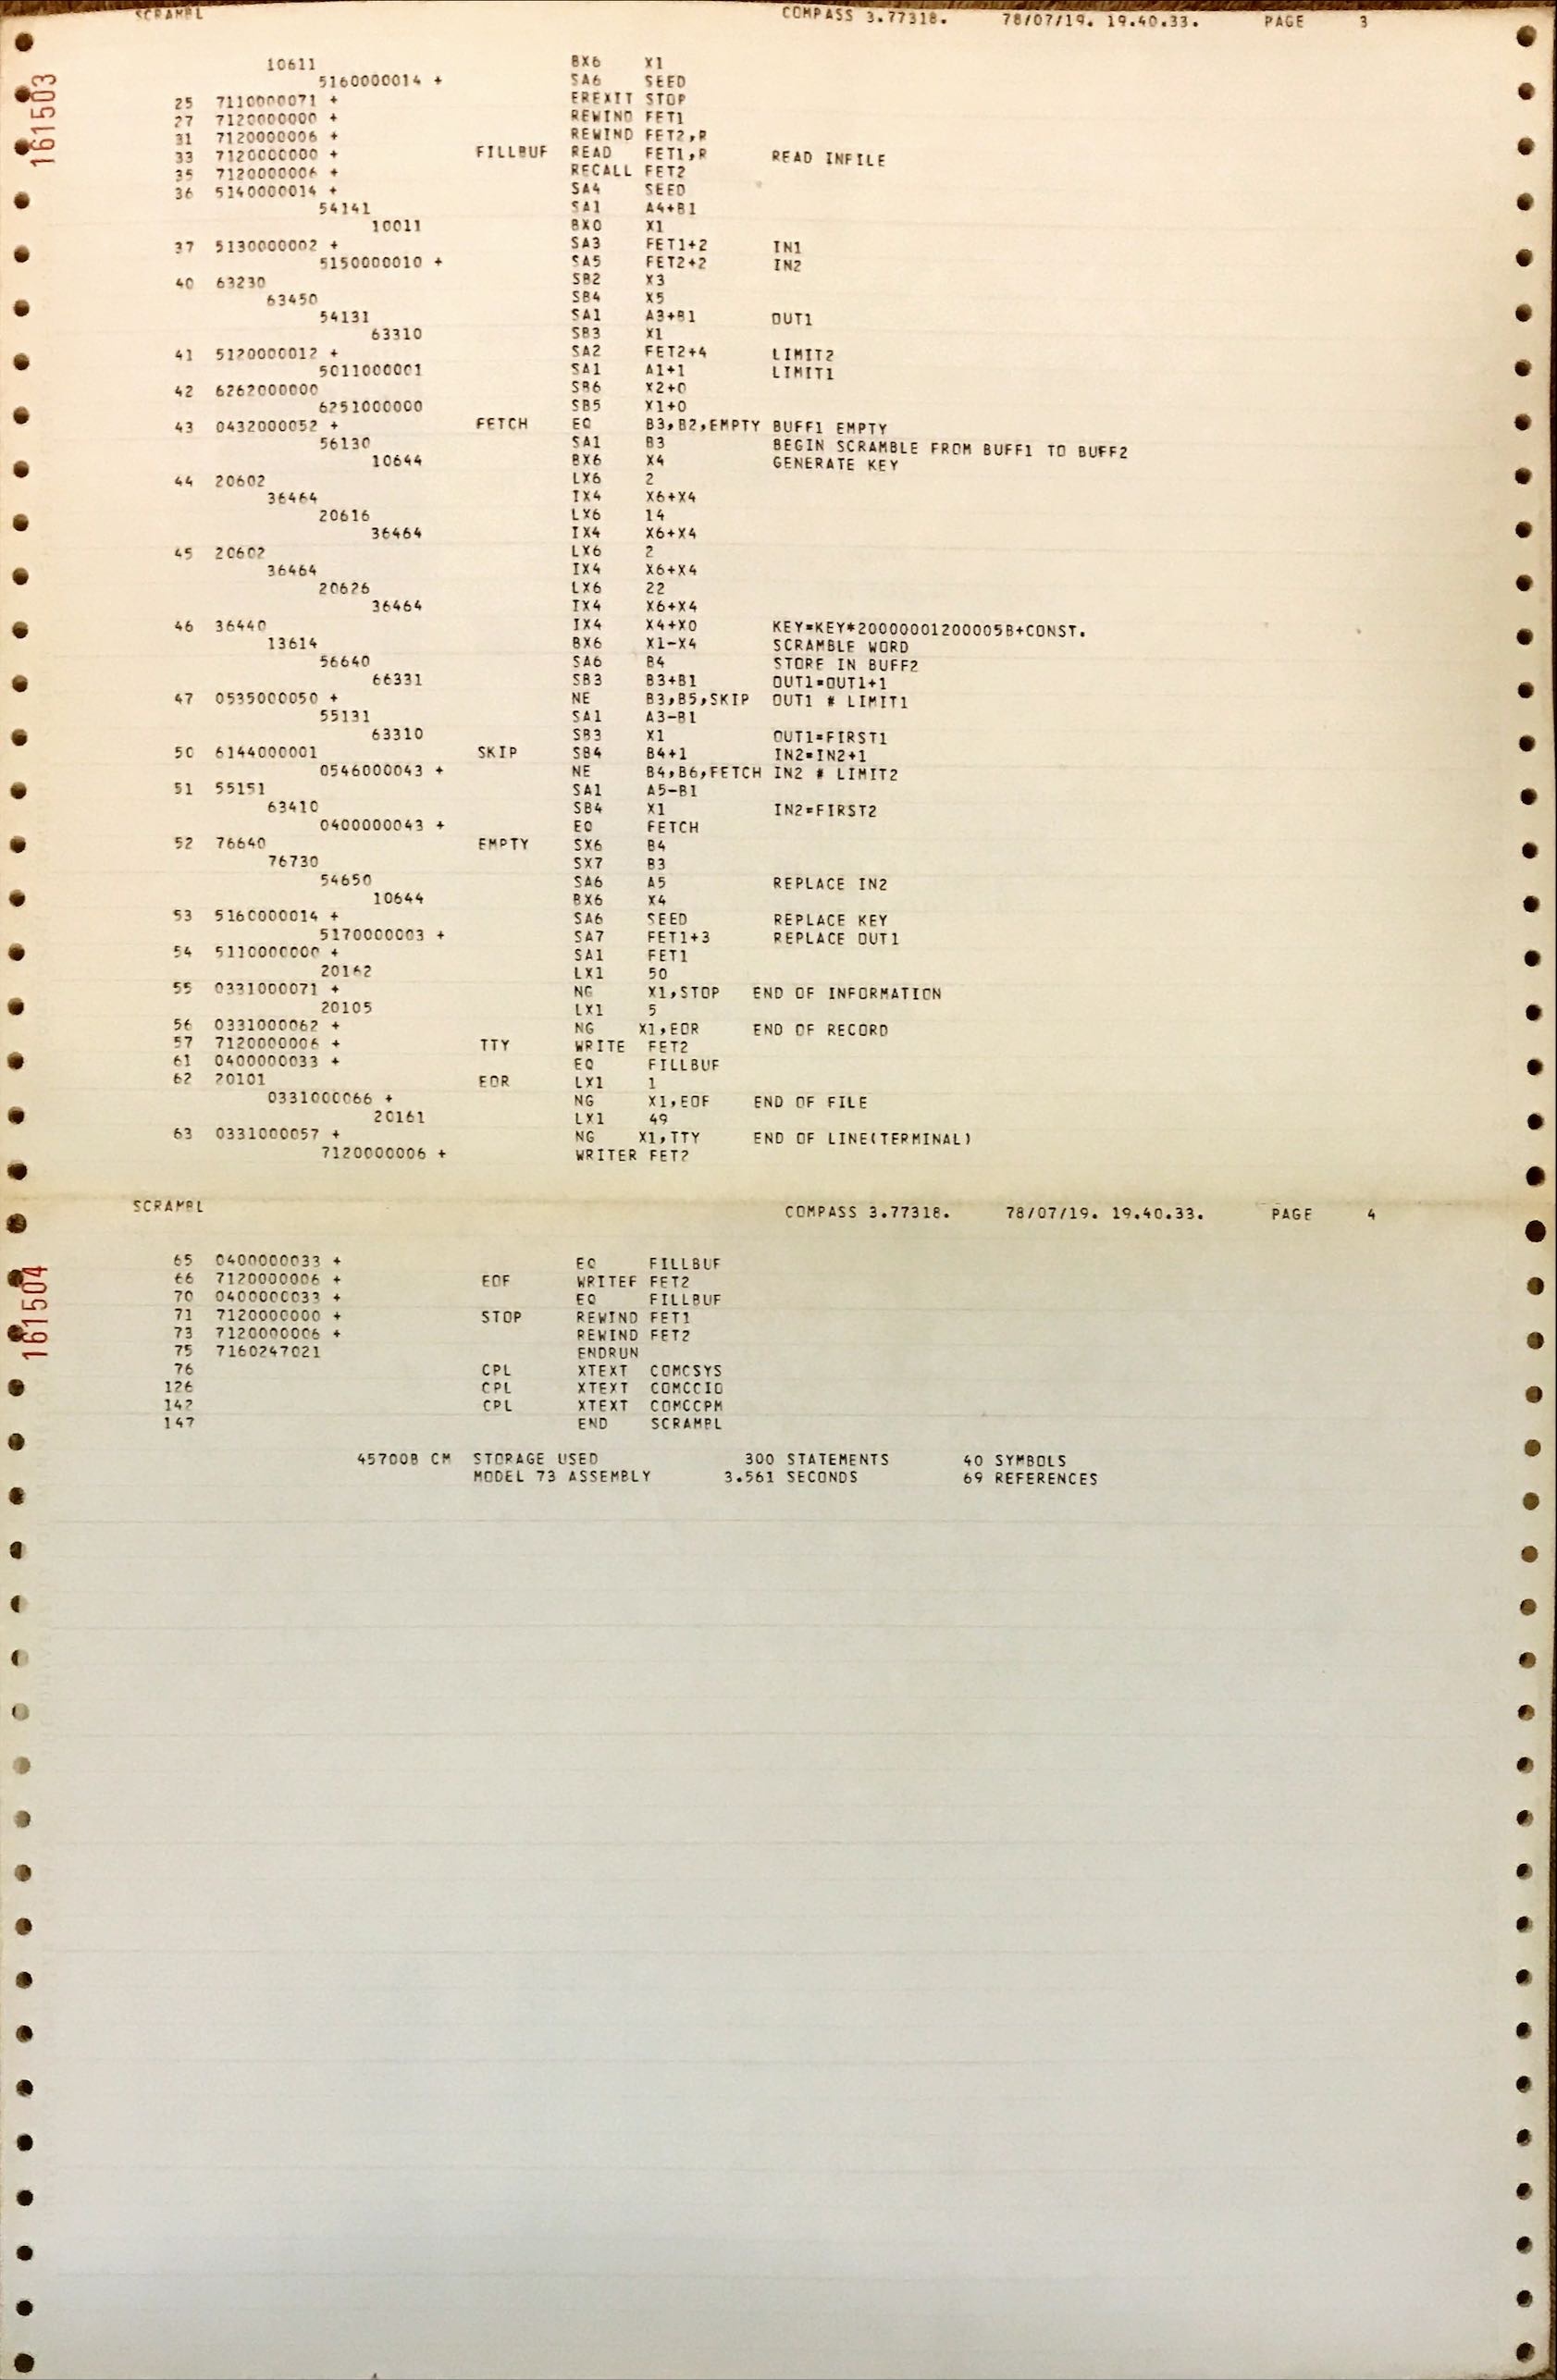 SCRAMBL COMPASS 3.77318. 78/07/19. 19.40.33. PAGE 3
10611 BX6 X1
5160000014 + SA6 SEED
25 7110000071 + EREXIT STOP
27 7120000000 + REWIND FET1
31 7120000006 + REWIND FET2,R
33 7120000000 + FILLBUF READ FET1,R READ INFILE
35 7120000006 + RECALL FET2
36 5140000014 + SA4 SEED
54141 SA1 A4+B1
10011 BX0 X1
37 5130000002 + SA3 FET1+2 IN1
5150000010 + SA5 FET2+2 IN2
40 63230 SB2 X3
63450 SB4 X5
54131 SA1 A3+B1 OUT1
63310 SB3 X1
41 5120000012 + SA2 FET2+4 LIMIT2
5011000001 SA1 A1+1 LIMIT1
42 6262000000 SB6 X2+0
6251000000 SB5 X1+0
43 0432000052 + FETCH EQ B3,B2,EMPTY BUFF1 EMPTY
56130 SA1 B3 BEGIN SCRAMBLE FROM BUFF1 TO BUFF2
10644 BX6 X4 GENERATE KEY
44 20602 LX6 2
36464 IX4 X6+X4
20616 LX6 14
36464 IX4 X6+X4
45 20602 LX6 2
36464 IX4 X6+X4
20626 LX6 22
36464 IX4 X6+X4
46 36440 IX4 X4+X0 KEY=KEY*20000001200005B+CONST.
13614 BX6 X1-X4 SCRAMBLE WORD
56640 SA6 B4 STORE IN BUFF2
66331 SB3 B3+B1 OUT1=OUT1+1
47 0535000050 + NE B3,B5,SKIP OUT1 # LIMIT1
55131 SA1 A3-B1
63310 SB3 X1 OUT1=FIRST1
50 6144000001 SKIP SB4 B4+1 IN2=IN2+1
0546000043 + NE B4,B6,FETCH IN2 # LIMIT2
51 55151 SA1 A5-B1
63410 SB4 X1 IN2=FIRST2
0400000043 + EQ FETCH
52 76640 EMPTY SX6 B4
76730 SX7 B3
54650 SA6 A5 REPLACE IN2
10644 BX6 X4
53 5160000014 + SA6 SEED REPLACE KEY
5170000003 + SA7 FET1+3 REPLACE OUT1
54 5110000000 + SA1 FET1
20162 LX1 50
55 0331000071 + NG X1,STOP END OF INFORMATION
20105 LX1 5
56 0331000062 + NG X1,EOR END OF RECORD
57 7120000006 + TTY WRITE FET2
61 0400000033 + EQ FILLBUF
62 20101 EOR LX1 1
0331000066 + NG X1,EOF END OF FILE
20161 LX1 49
63 0331000057 + NG X1,TTY END OF LINE(TERMINAL)
7120000006 + WRITER FET2
SCRAMBL COMPASS 3.77318. 78/07/19. 19.40.33. PAGE 4
65 0400000033 + EQ FILLBUF
66 7120000006 + EOF WRITEF FET2
70 0400000033 + EQ FILLBUF
71 7120000000 + STOP REWIND FET1
73 7120000006 + REWIND FET2
75 7160247021 ENDRUN
76 CPL XTEXT COMCSYS
126 CPL XTEXT COMCCIO
142 CPL XTEXT COMCCPM
147 END SCRAMBL
45700B CM STORAGE USED 300 STATEMENTS 40 SYMBOLS
MODEL 73 ASSEMBLY 3.561 SECONDS 69 REFERENCES
161503
161504